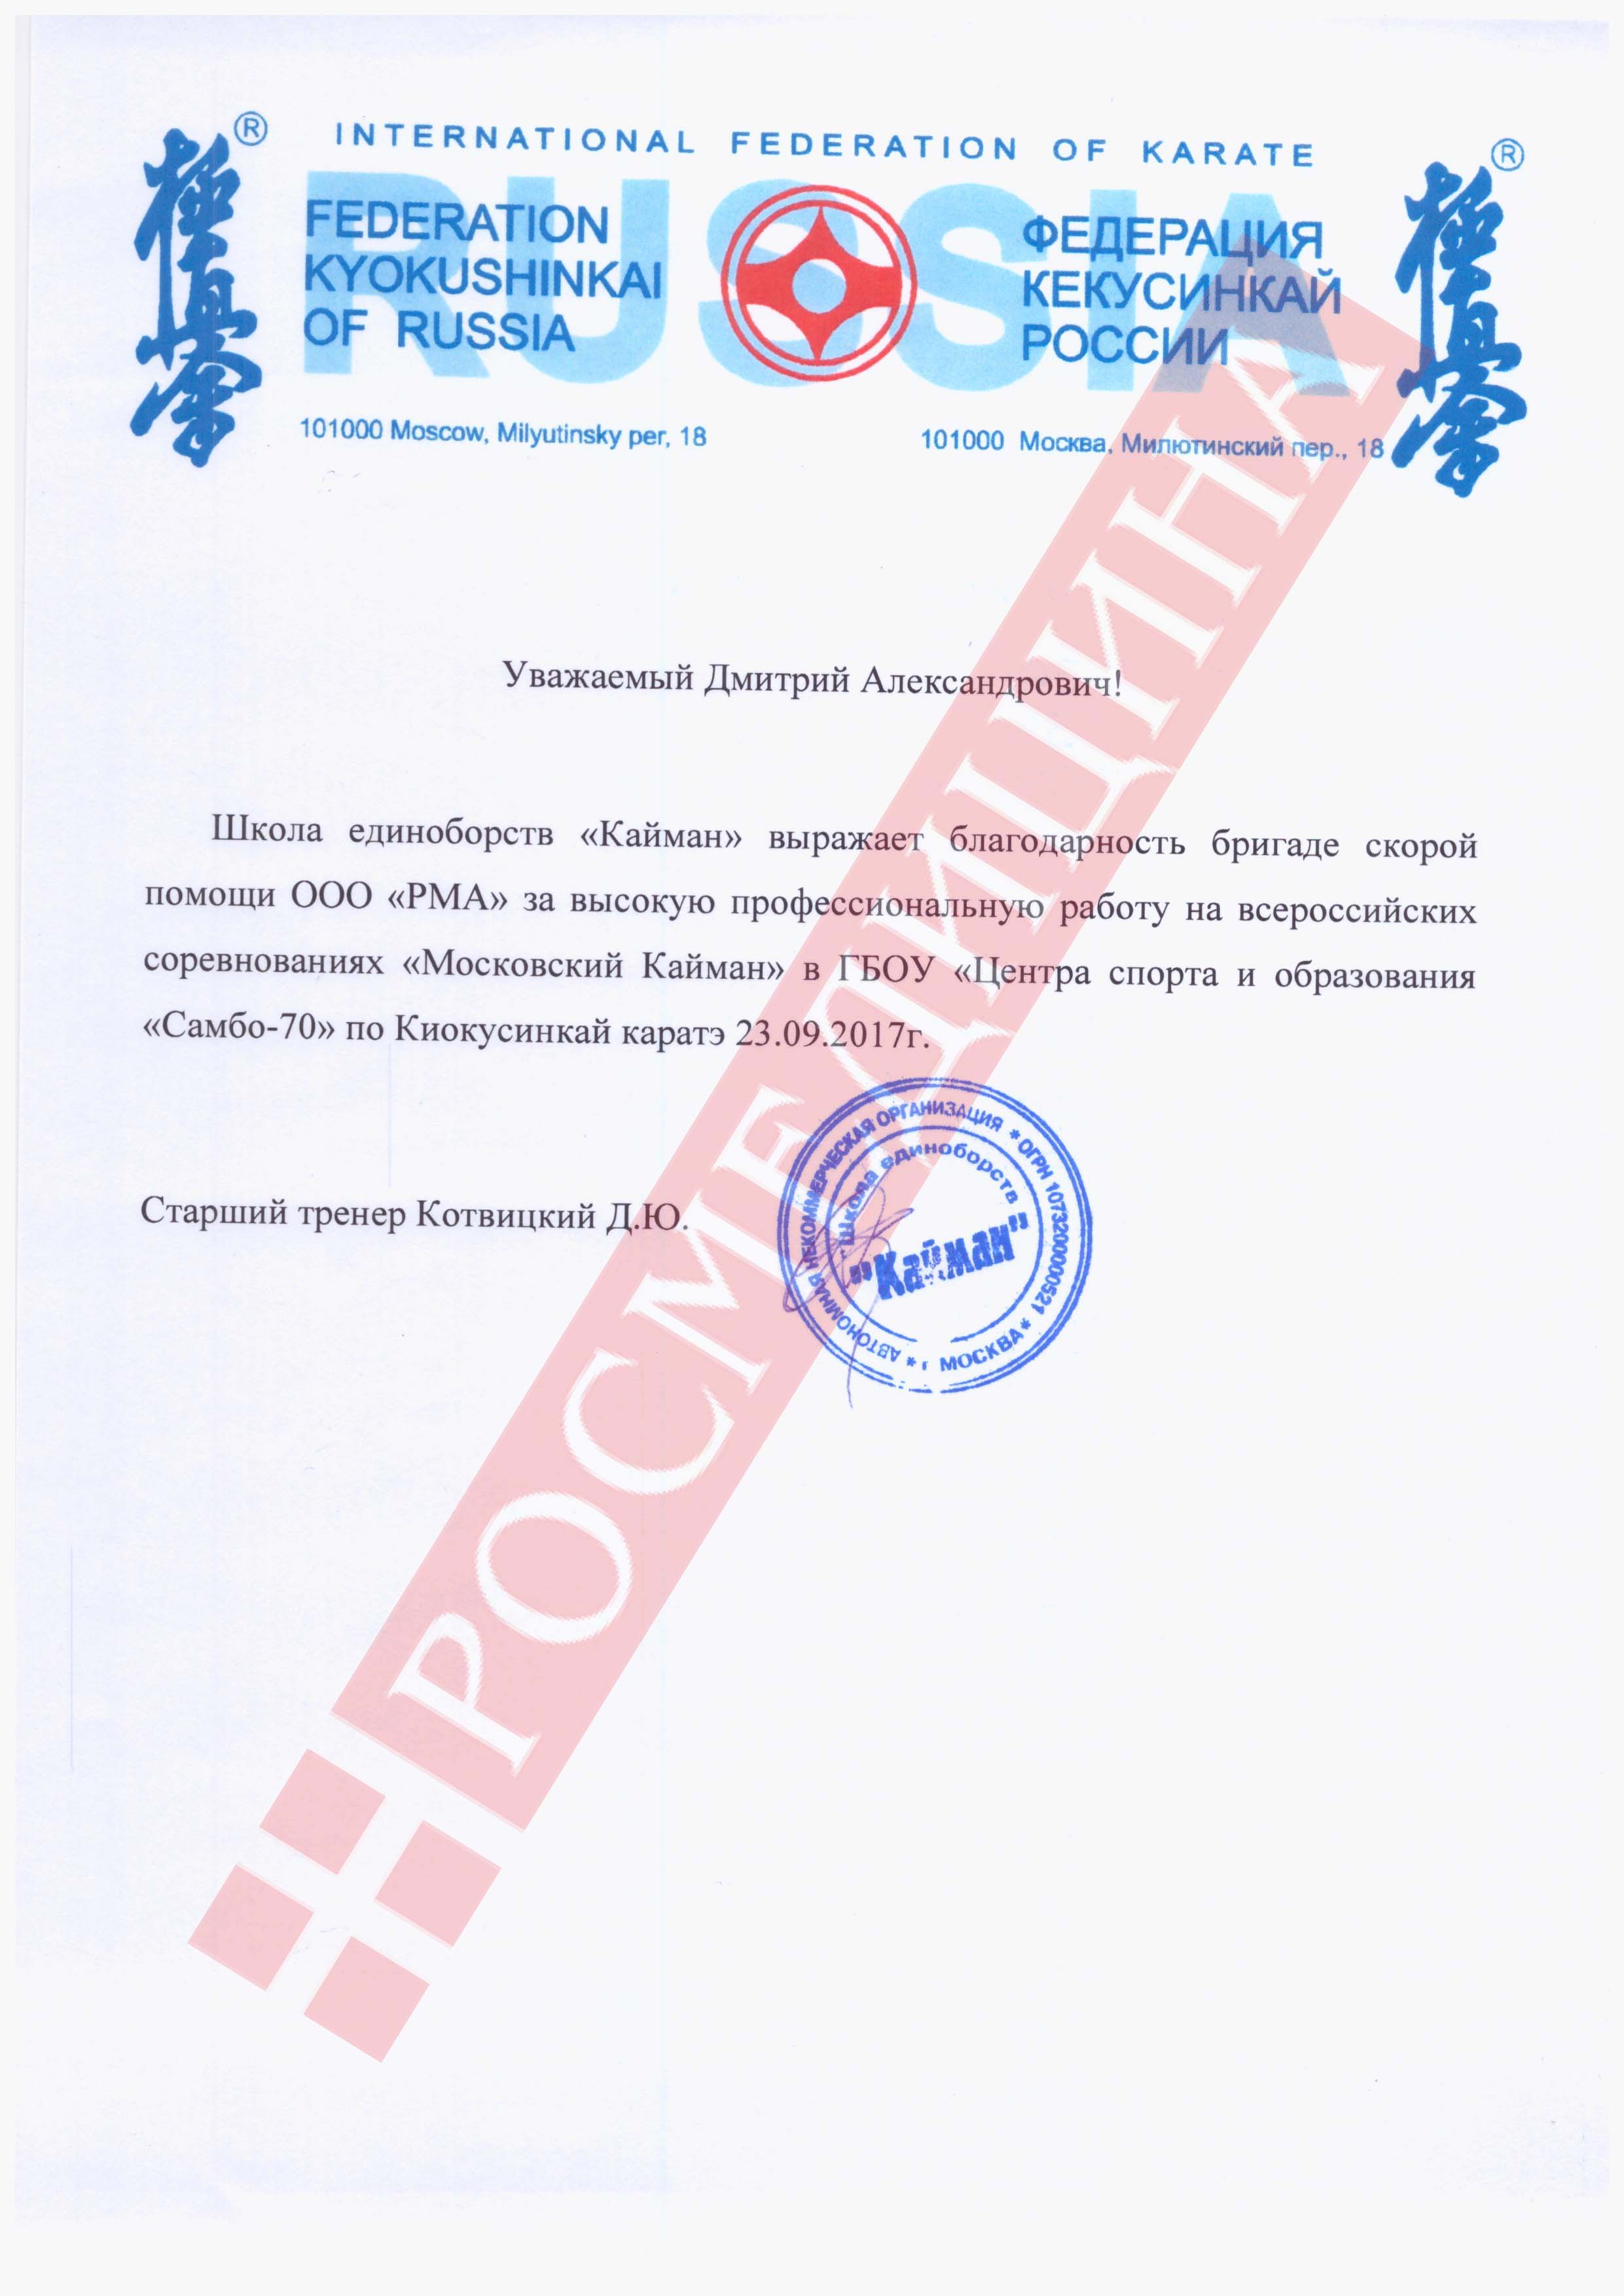 ®
®
INTERNATIONAL FEDERATION OF KARATE
RUSSIA
FEDERATION
KYOKUSHINKAI
OF RUSSIA
ФЕДЕРАЦИЯ
КЕКУСИНКАЙ
РОССИИ
極真拳
極真拳
101000 Moscow, Milyutinsky per, 18
101000 Москва, Милютинский пер., 18
Уважаемый Дмитрий Александрович!
Школа единоборств «Кайман» выражает благодарность бригаде скорой
помощи ООО «РМА» за высокую профессиональную работу на всероссийских
соревнованиях «Московский Кайман» в ГБОУ «Центра спорта и образования
«Самбо-70» по Киокусинкай каратэ 23.09.2017г.
Старший тренер Котвицкий Д.Ю.
* АВТОНОМНАЯ НЕКОММЕРЧЕСКАЯ ОРГАНИЗАЦИЯ * ОГРН 1073200000521 * МОСКВА *
Школа единоборств
"Кайман"
РОСМЕДИЦИНА